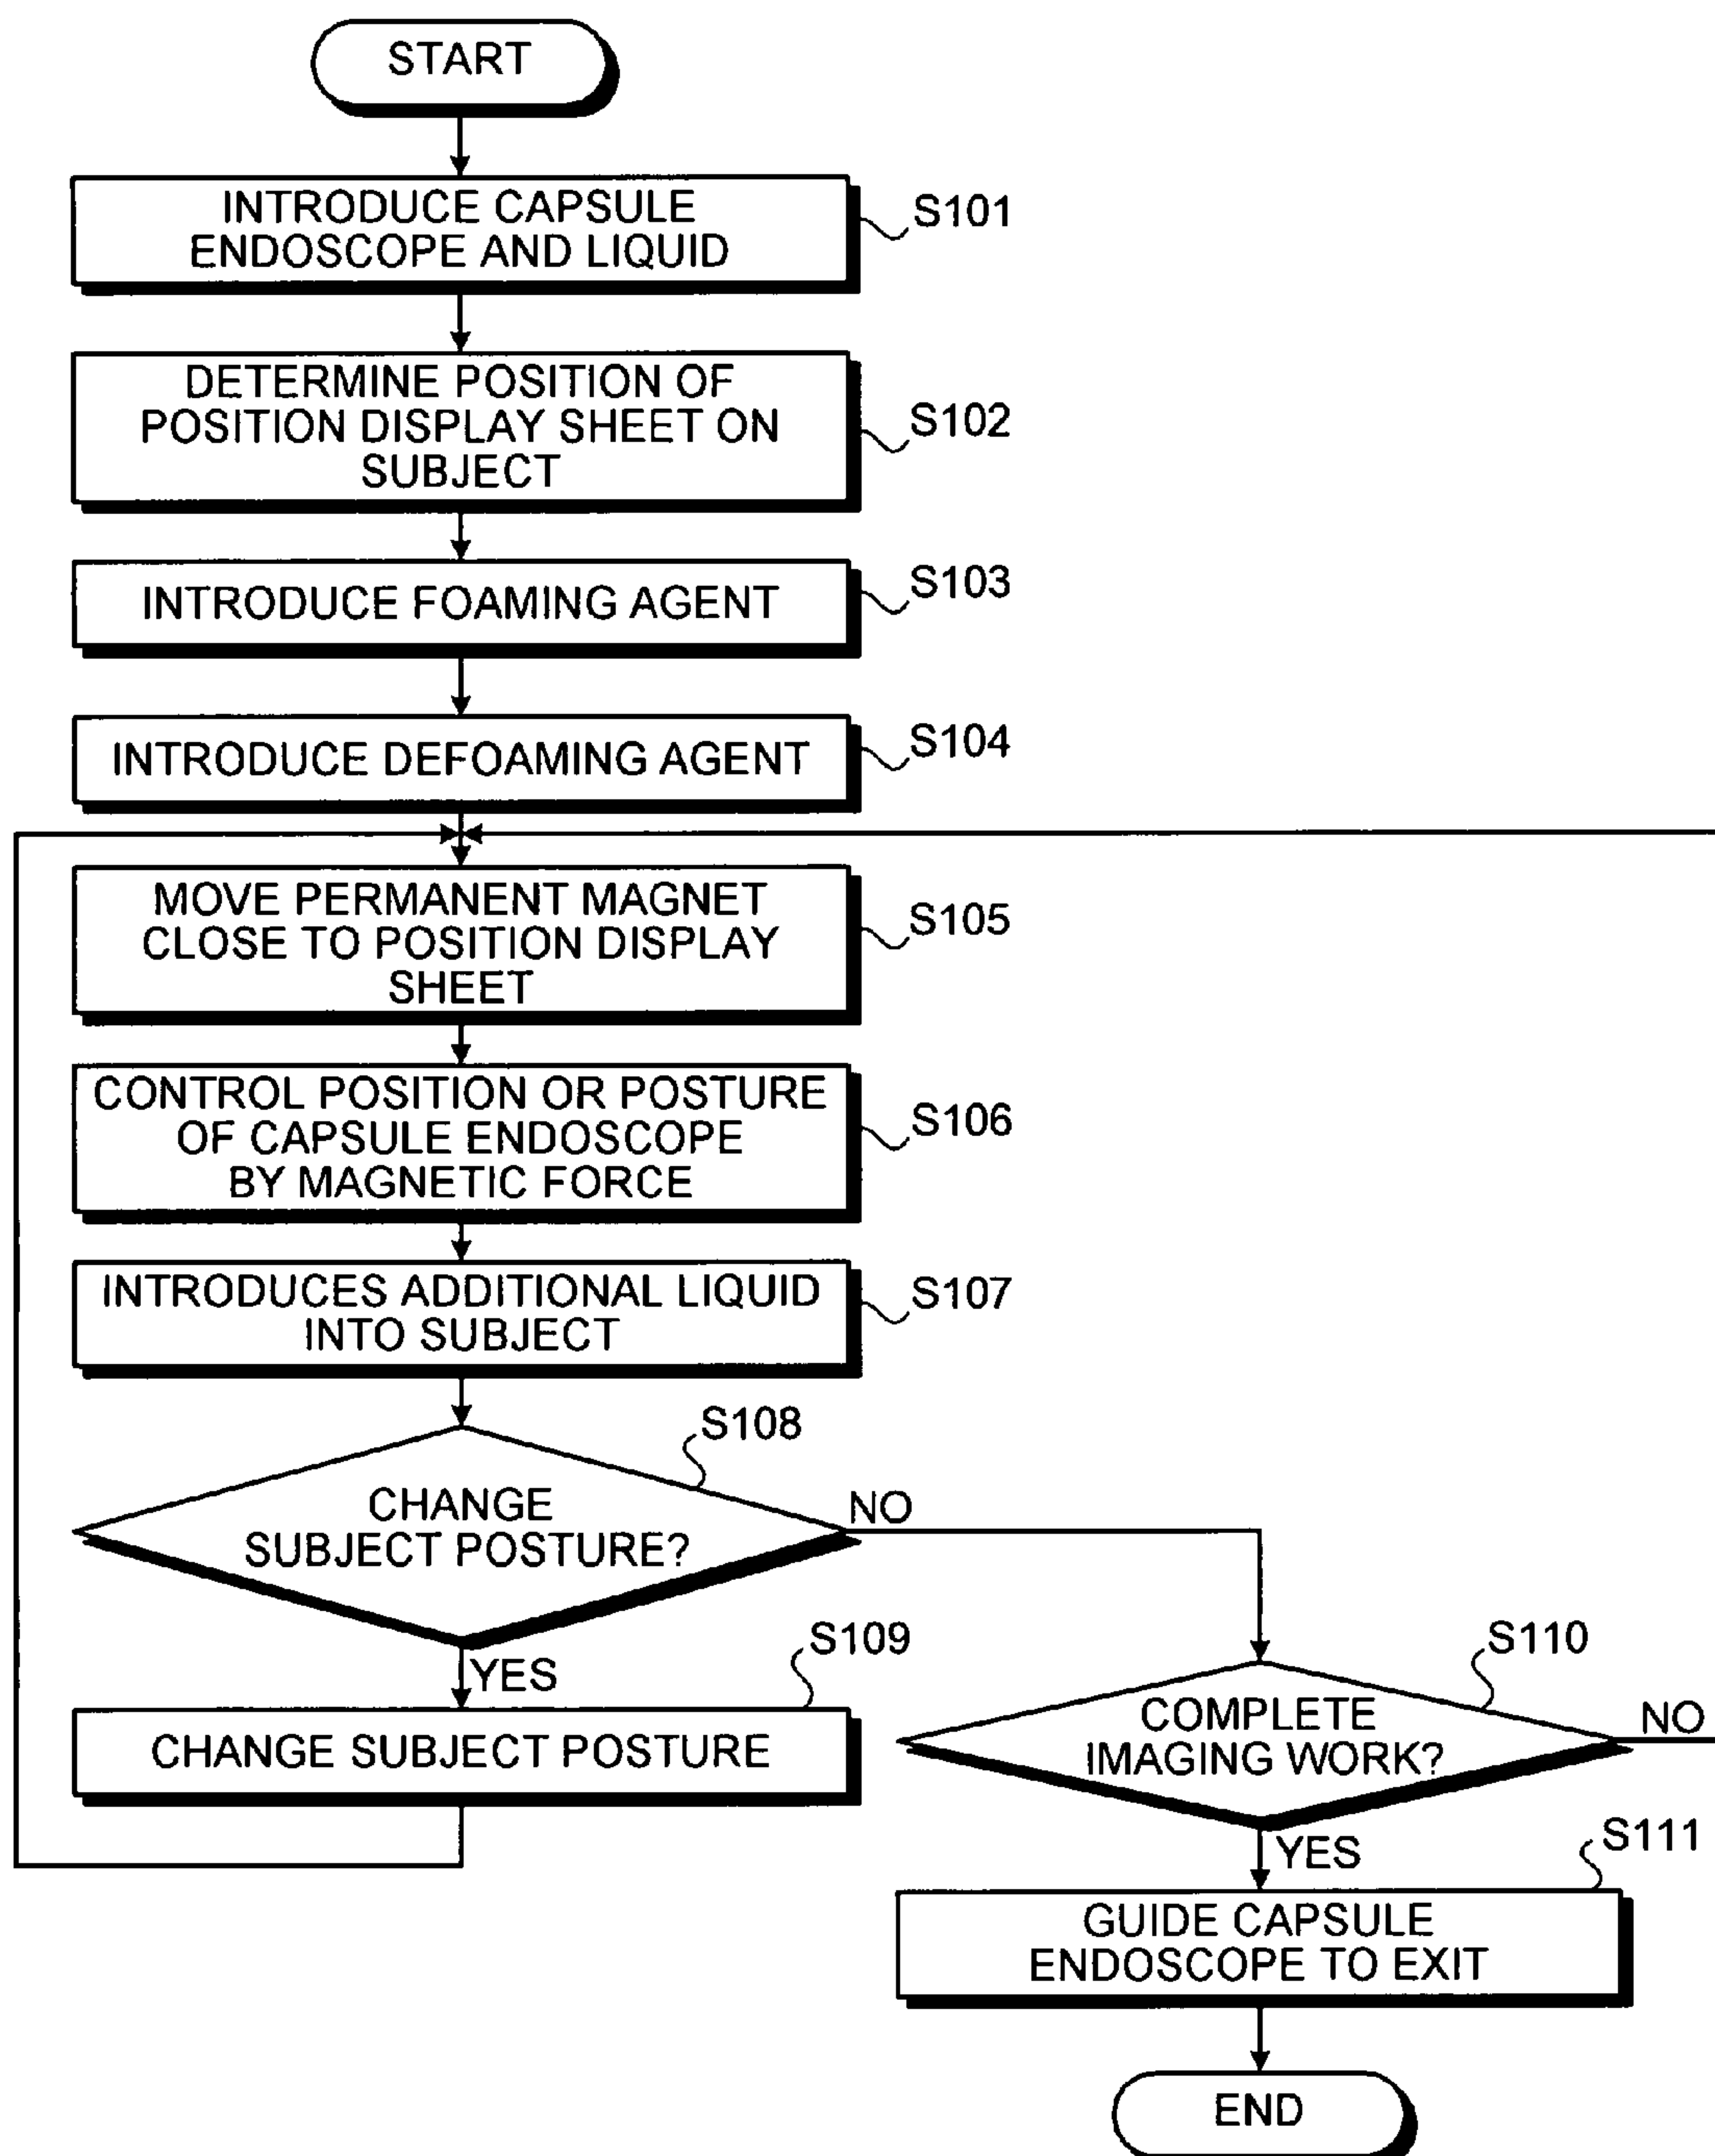 START
INTRODUCE CAPSULE
ENDOSCOPE AND LIQUID
S101
DETERMINE POSITION OF
POSITION DISPLAY SHEET ON
SUBJECT
S102
INTRODUCE FOAMING AGENT
S103
INTRODUCE DEFOAMING AGENT
S104
MOVE PERMANENT MAGNET
CLOSE TO POSITION DISPLAY
SHEET
S105
CONTROL POSITION OR POSTURE
OF CAPSULE ENDOSCOPE
BY MAGNETIC FORCE
S106
INTRODUCES ADDITIONAL LIQUID
INTO SUBJECT
S107
S108
CHANGE
SUBJECT POSTURE?
NO
YES
S109
CHANGE SUBJECT POSTURE
S110
COMPLETE
IMAGING WORK?
NO
YES
S111
GUIDE CAPSULE
ENDOSCOPE TO EXIT
END